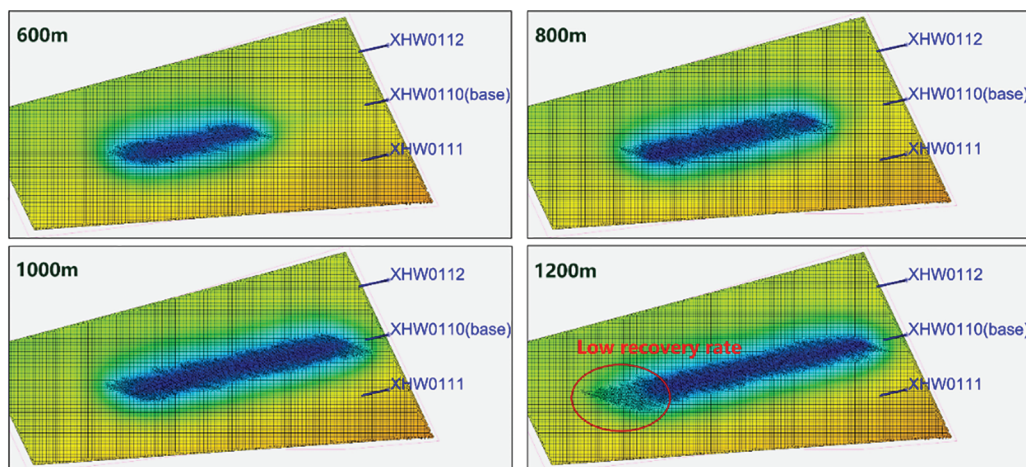 600m
XHW0112
XHW0110(base)
XHW0111
800m
XHW0112
XHW0110(base)
XHW0111
1000m
XHW0112
XHW0110(base)
XHW0111
1200m
XHW0112
XHW0110(base)
Low recovery rate
XHW0111